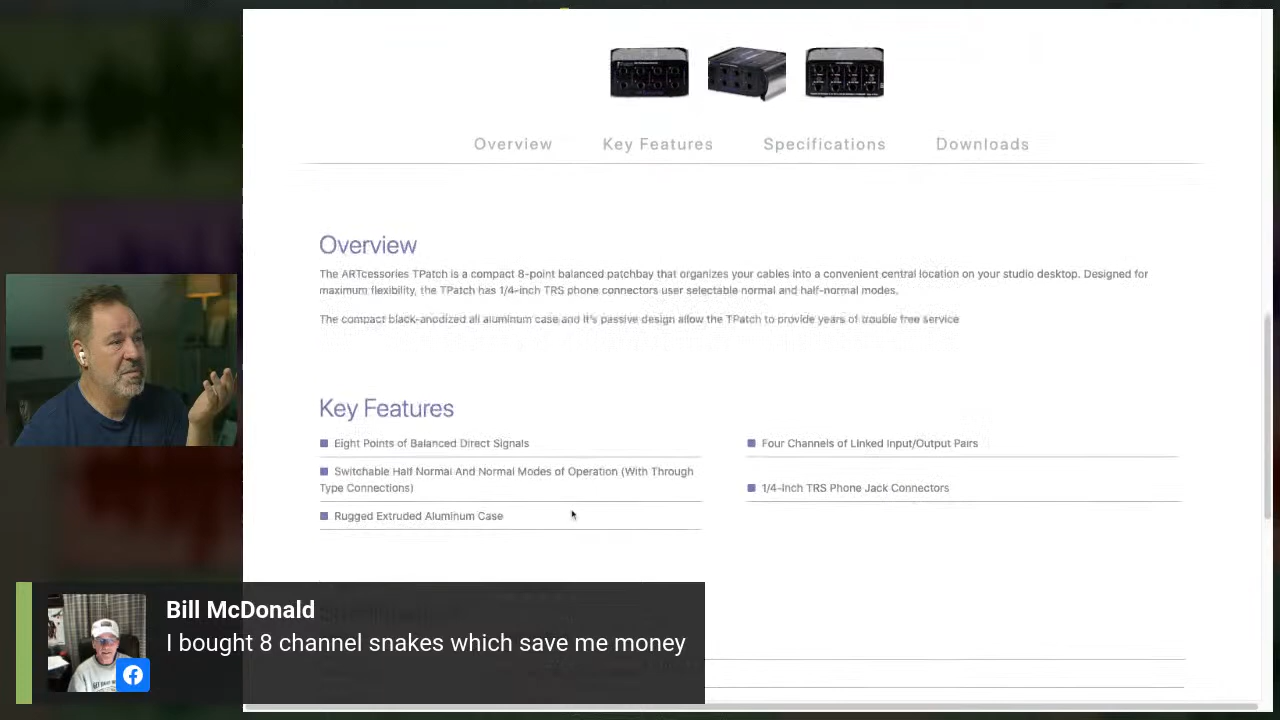 Overview
Key Features
Specifications
Downloads
Overview
The ARTcessories TPatch is a compact 8-point balanced patchbay that organizes your cables into a convenient central location on your studio desktop. Designed for
maximum flexibility, the TPatch has 1/4-inch TRS phone connectors user selectable normal and half-normal modes.
The compact black-anodized all aluminum case and it's passive design allow the TPatch to provide years of trouble free service
Key Features
Eight Points of Balanced Direct Signals
Four Channels of Linked Input/Output Pairs
Switchable Half Normal And Normal Modes of Operation (With Through
Type Connections)
1/4-Inch TRS Phone Jack Connectors
Rugged Extruded Aluminum Case
Bill McDonald
I bought 8 channel snakes which save me money